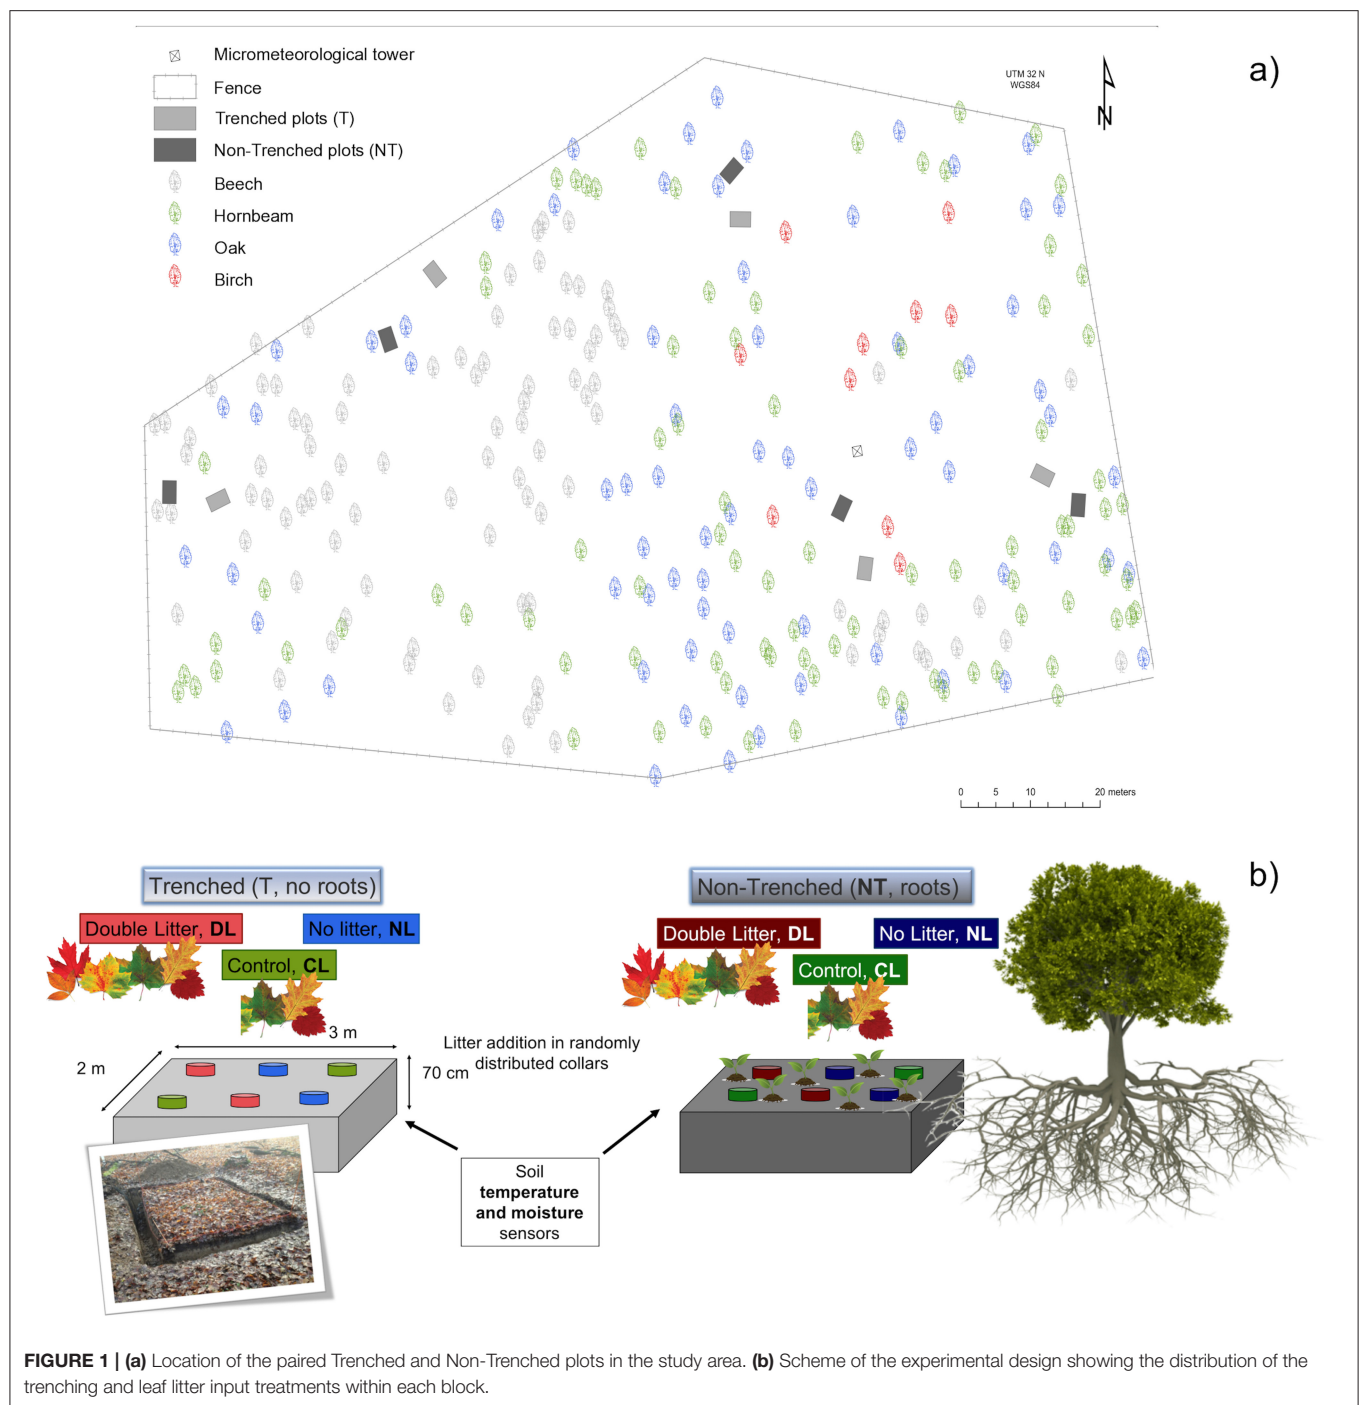 Micrometeorological tower
Fence
Trenched plots (T)
Non-Trenched plots (NT)
Beech
Hornbeam
Oak
Birch
UTM 32 N
WGS84
N
a)
0 5 10 20 meters
b)
Trenched (T, no roots)
Double Litter, DL
No litter, NL
Control, CL
3 m
2 m
70 cm
Litter addition in randomly
distributed collars
Soil
temperature
and moisture
sensors
Non-Trenched (NT, roots)
Double Litter, DL
No Litter, NL
Control, CL
FIGURE 1 | (a) Location of the paired Trenched and Non-Trenched plots in the study area. (b) Scheme of the experimental design showing the distribution of the
trenching and leaf litter input treatments within each block.